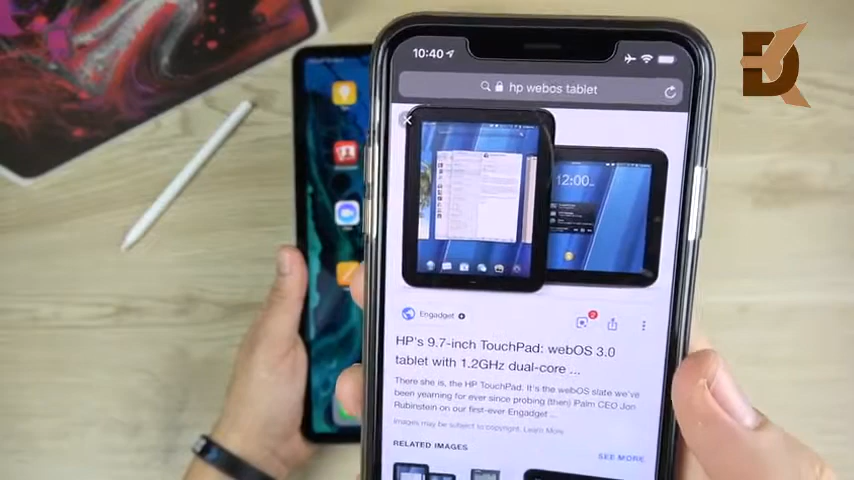 10:40
hp webos tablet
12:00
Engadget
2
HP's 9.7-inch TouchPad: webOS 3.0
tablet with 1.2GHz dual-core ...
There she is, the HP TouchPad. It's the webOS slate we've
been yearning for ever since probing (then) Palm CEO Jon
Rubinstein on our first-ever Engadget ...
Images may be subject to copyright. Learn More
RELATED IMAGES
SEE MORE